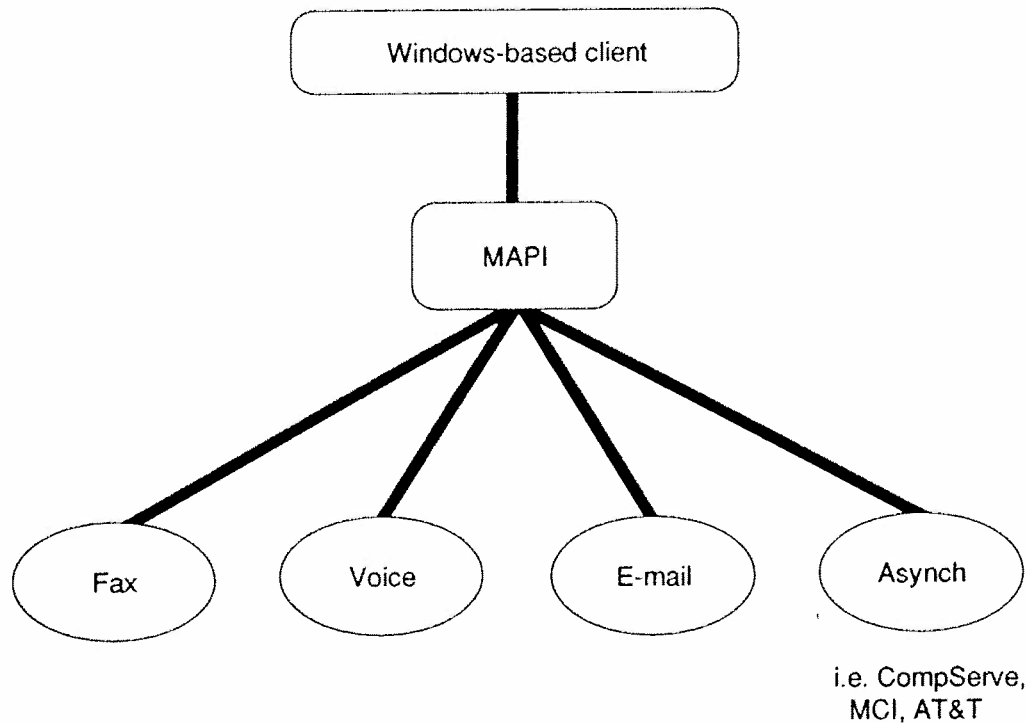 Windows-based client
MAPI
Fax
Voice
E-mail
Asynch
i.e. CompServe,
MCI, AT&T